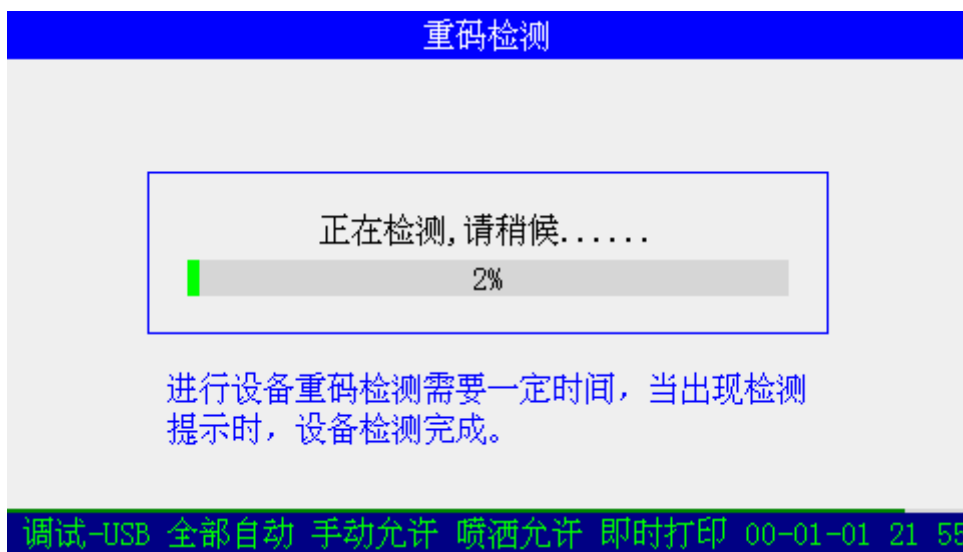 重码检测
正在检测,请稍候......
2%
进行设备重码检测需要一定时间，当出现检测
提示时，设备检测完成。
调试-USB 全部自动 手动允许 喷洒允许 即时打印 00-01-01 21 55